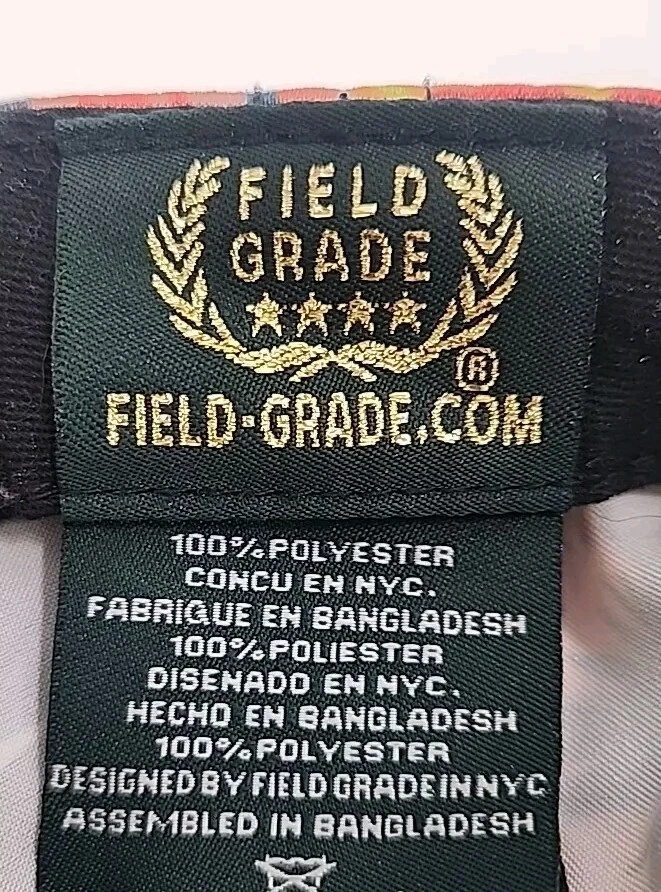 FIELD
GRADE
®
FIELD-GRADE.COM
100% POLYESTER
CONCU EN NYC.
FABRIQUE EN BANGLADESH
100% POLIESTER
DISENADO EN NYC.
HECHO EN BANGLADESH
100% POLYESTER
DESIGNED BY FIELD GRADE IN NYC
ASSEMBLED IN BANGLADESH